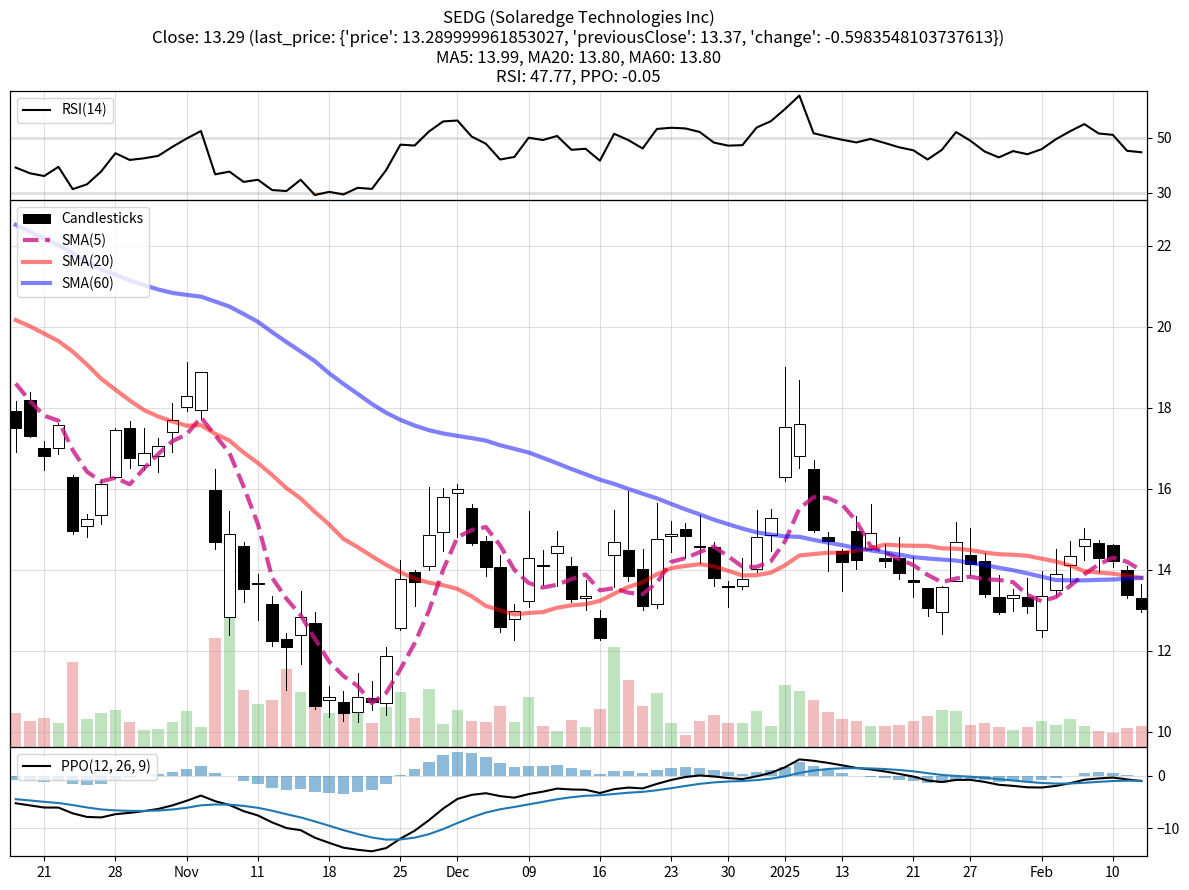 SEDG (Solaredge Technologies Inc)
Close: 13.29 (last_price: {'price': 13.289999961853027, 'previousClose': 13.37, 'change': -0.5983548103737613})
MA5: 13.99, MA20: 13.80, MA60: 13.80
RSI: 47.77, PPO: -0.05
RSI(14)
50
30
Candlesticks
SMA(5)
SMA(20)
SMA(60)
22
20
18
16
14
12
10
PPO(12, 26, 9)
0
−10
21 28 Nov 11 18 25 Dec 09 16 23 30 2025 13 21 27 Feb 10